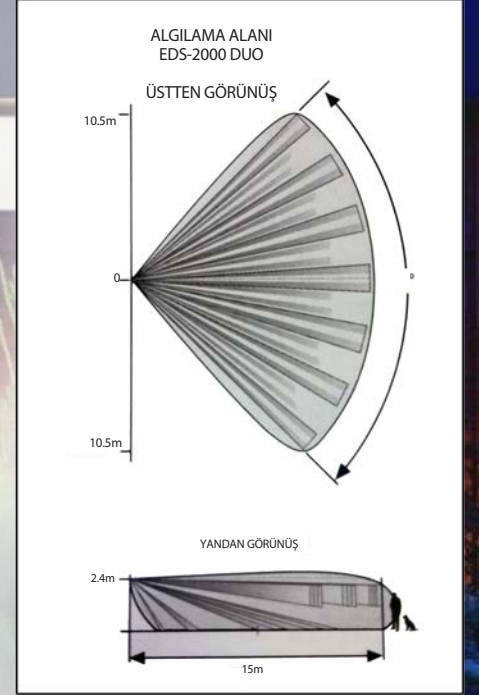 ALGILAMA ALANI
EDS-2000 DUO
ÜSTTEN GÖRÜNÜŞ
10.5m
0
10.5m
YANDAN GÖRÜNÜŞ
2.4m
15m